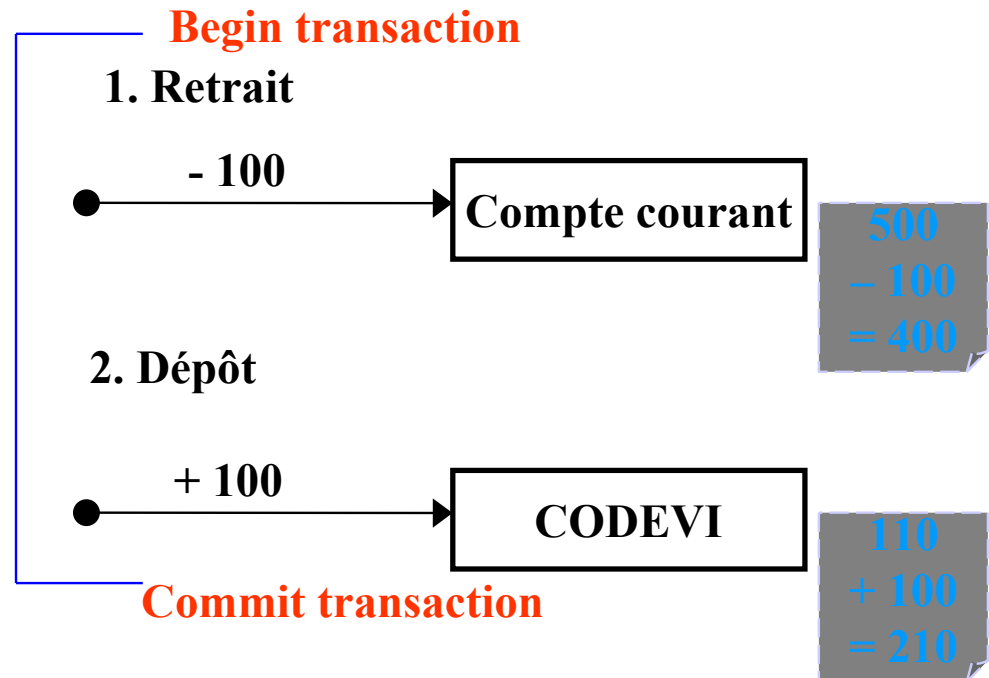 Begin transaction
1. Retrait
- 100
Compte courant
500
– 100
= 400
2. Dépôt
+ 100
CODEVI
110
+ 100
= 210
Commit transaction